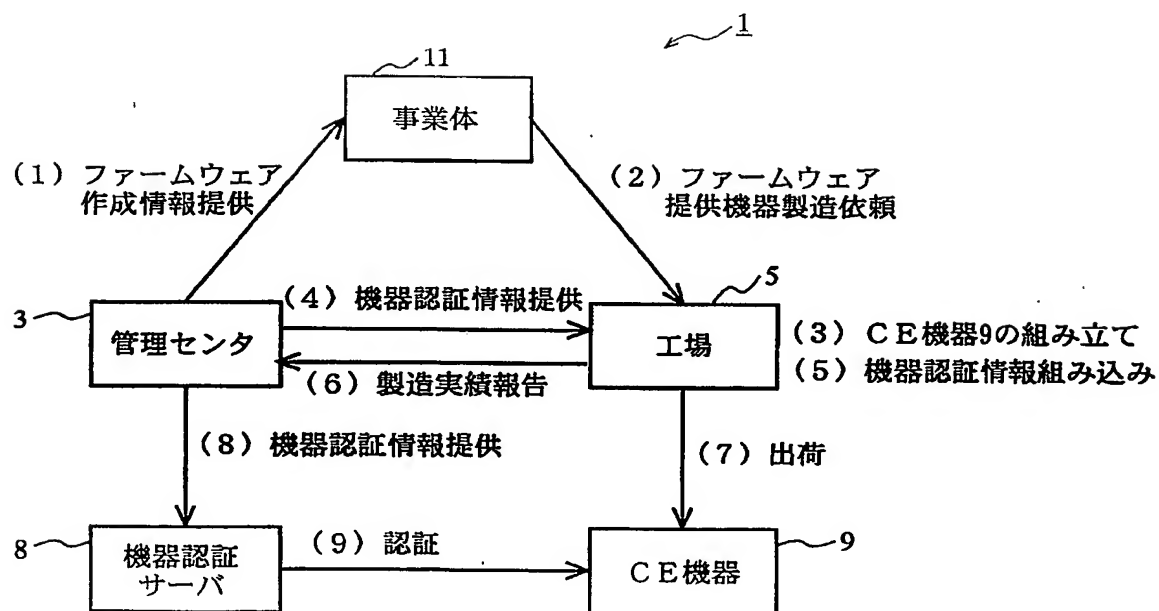 1
11
事業体
(1)ファームウェア
作成情報提供
(2)ファームウェア
提供機器製造依頼
3
管理センタ
(4)機器認証情報提供
(6)製造実績報告
5
工場
(3)CE機器9の組み立て
(5)機器認証情報組み込み
(8)機器認証情報提供
(7)出荷
8
機器認証
サーバ
(9)認証
CE機器
9